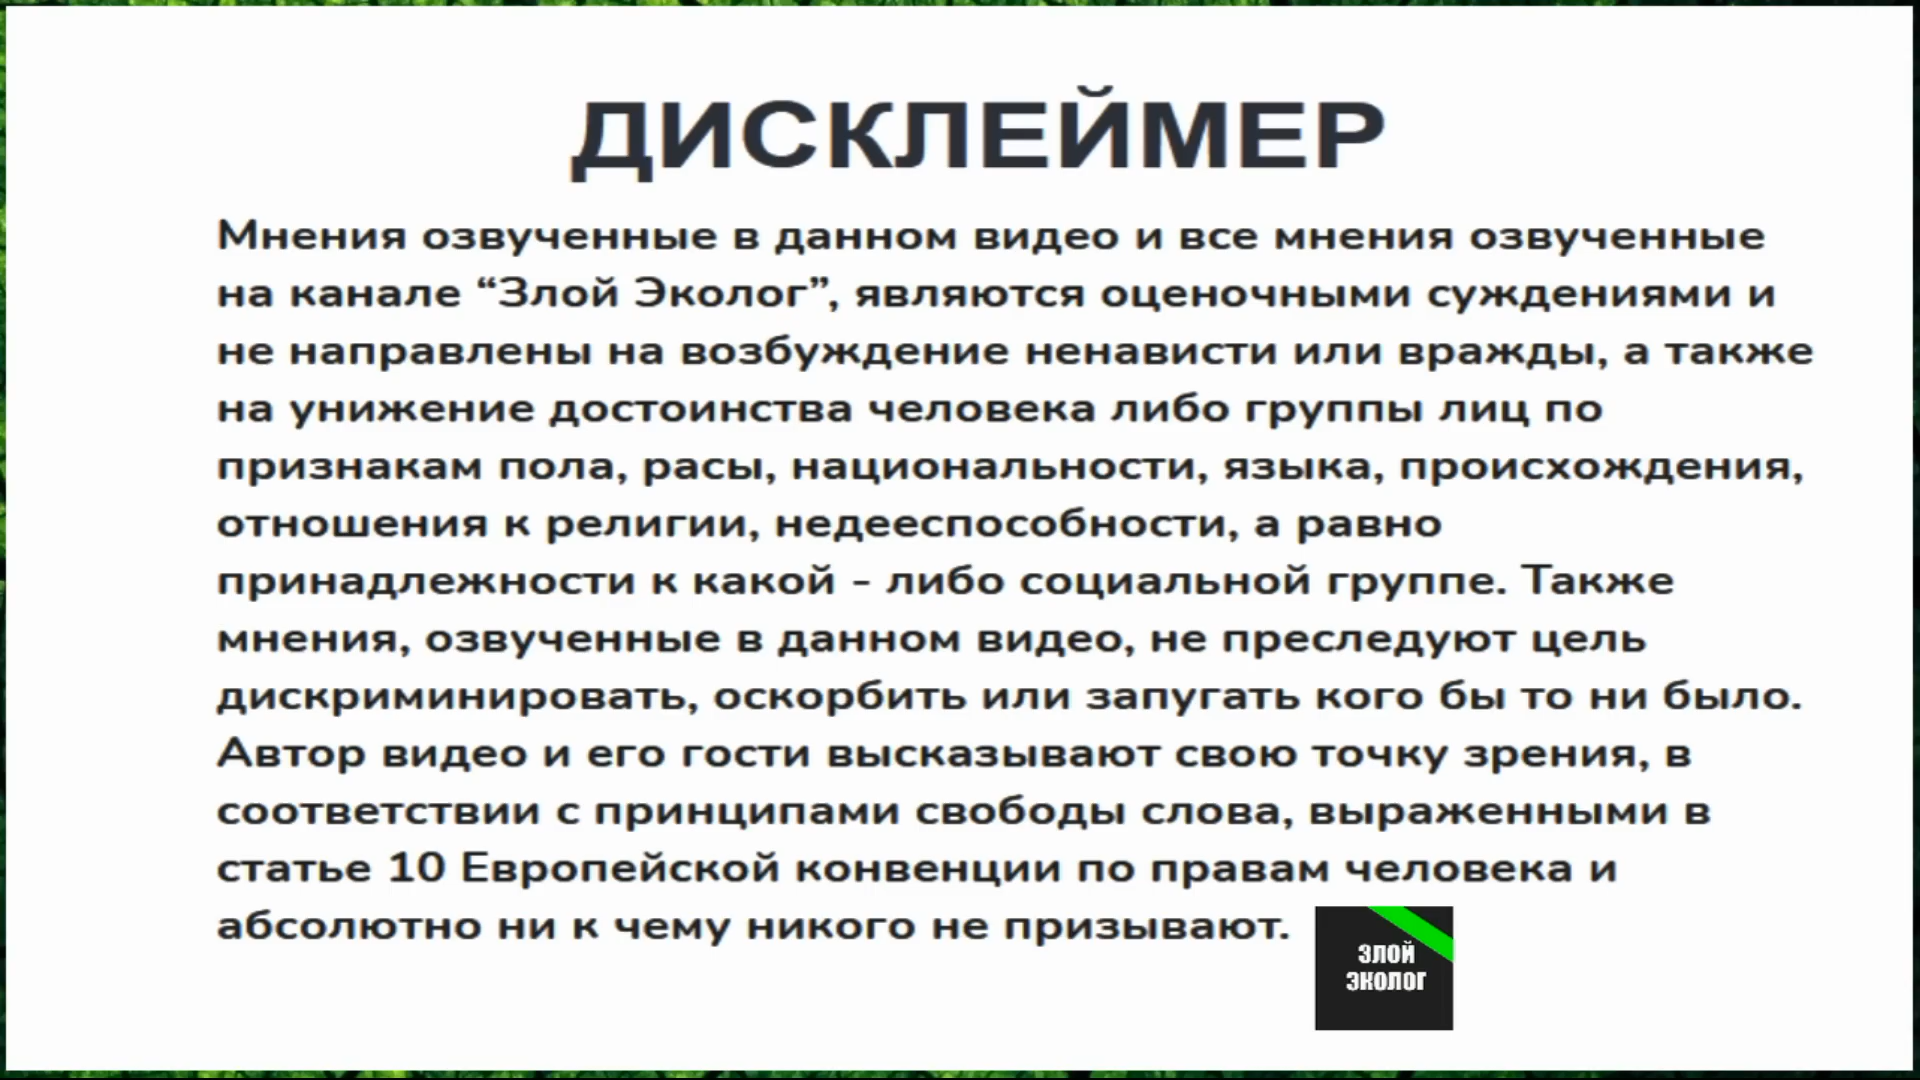 ДИСКЛЕЙМЕР
Мнения озвученные в данном видео и все мнения озвученные
на канале “Злой Эколог”, являются оценочными суждениями и
не направлены на возбуждение ненависти или вражды, а также
на унижение достоинства человека либо группы лиц по
признакам пола, расы, национальности, языка, происхождения,
отношения к религии, недееспособности, а равно
принадлежности к какой - либо социальной группе. Также
мнения, озвученные в данном видео, не преследуют цель
дискриминировать, оскорбить или запугать кого бы то ни было.
Автор видео и его гости высказывают свою точку зрения, в
соответствии с принципами свободы слова, выраженными в
статье 10 Европейской конвенции по правам человека и
абсолютно ни к чему никого не призывают.
ЗЛОЙ
ЭКОЛОГ